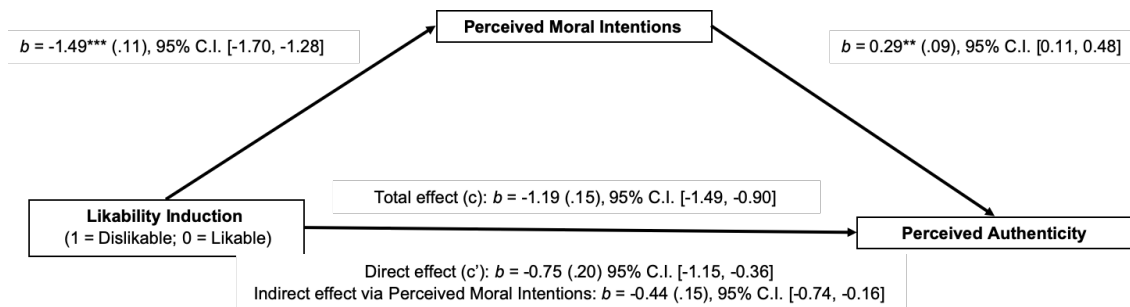 Perceived Moral Intentions
b = -1.49*** (.11), 95% C.I. [-1.70, -1.28]
b = 0.29** (.09), 95% C.I. [0.11, 0.48]
Total effect (c): b = -1.19 (.15), 95% C.I. [-1.49, -0.90]
Likability Induction
(1 = Dislikable; 0 = Likable)
Perceived Authenticity
Direct effect (c’): b = -0.75 (.20) 95% C.I. [-1.15, -0.36]
Indirect effect via Perceived Moral Intentions: b = -0.44 (.15), 95% C.I. [-0.74, -0.16]